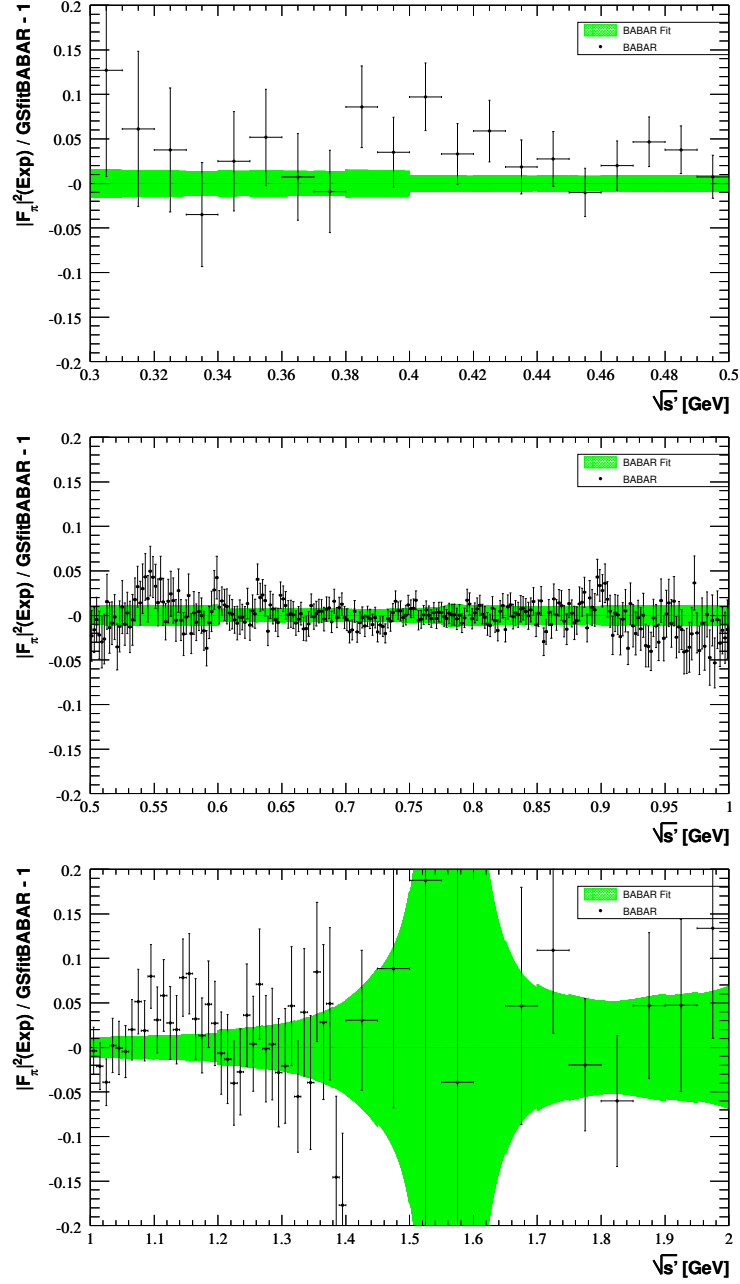 0.2
0.15
0.1
0.05
-0
-0.05
-0.1
-0.15
-0.2
|Fπ|²(Exp) / GSfitBABAR - 1
BABAR Fit
BABAR
0.3 0.32 0.34 0.36 0.38 0.4 0.42 0.44 0.46 0.48 0.5
√s’ [GeV]
0.2
0.15
0.1
0.05
-0
-0.05
-0.1
-0.15
-0.2
|Fπ|²(Exp) / GSfitBABAR - 1
BABAR Fit
BABAR
0.5 0.55 0.6 0.65 0.7 0.75 0.8 0.85 0.9 0.95 1
√s’ [GeV]
0.2
0.15
0.1
0.05
-0
-0.05
-0.1
-0.15
-0.2
|Fπ|²(Exp) / GSfitBABAR - 1
BABAR Fit
BABAR
1 1.1 1.2 1.3 1.4 1.5 1.6 1.7 1.8 1.9 2
√s’ [GeV]